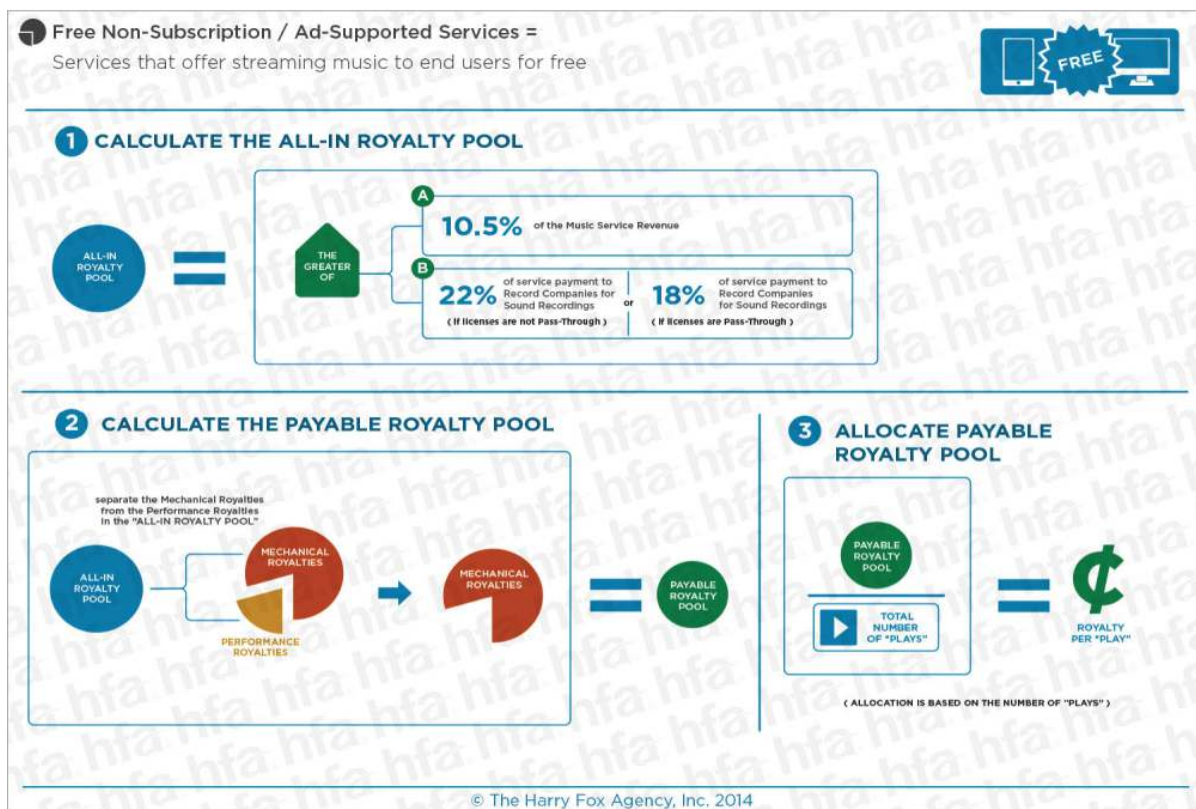 Free Non-Subscription / Ad-Supported Services =
Services that offer streaming music to end users for free
FREE
1 CALCULATE THE ALL-IN ROYALTY POOL
ALL-IN
ROYALTY
POOL
THE
GREATER
OF
A
10.5% of the Music Service Revenue
B
22%
of service payment to
Record Companies for
Sound Recordings
( If licenses are not Pass-Through )
or
18%
of service payment to
Record Companies
for Sound Recordings
( If licenses are Pass-Through )
2 CALCULATE THE PAYABLE ROYALTY POOL
separate the Mechanical Royalties
from the Performance Royalties
in the "ALL-IN ROYALTY POOL"
ALL-IN
ROYALTY
POOL
MECHANICAL
ROYALTIES
PERFORMANCE
ROYALTIES
MECHANICAL
ROYALTIES
PAYABLE
ROYALTY
POOL
3 ALLOCATE PAYABLE
ROYALTY POOL
PAYABLE
ROYALTY
POOL
TOTAL
NUMBER
OF "PLAYS"
¢
ROYALTY
PER "PLAY"
( ALLOCATION IS BASED ON THE NUMBER OF "PLAYS" )
© The Harry Fox Agency, Inc. 2014
hfa